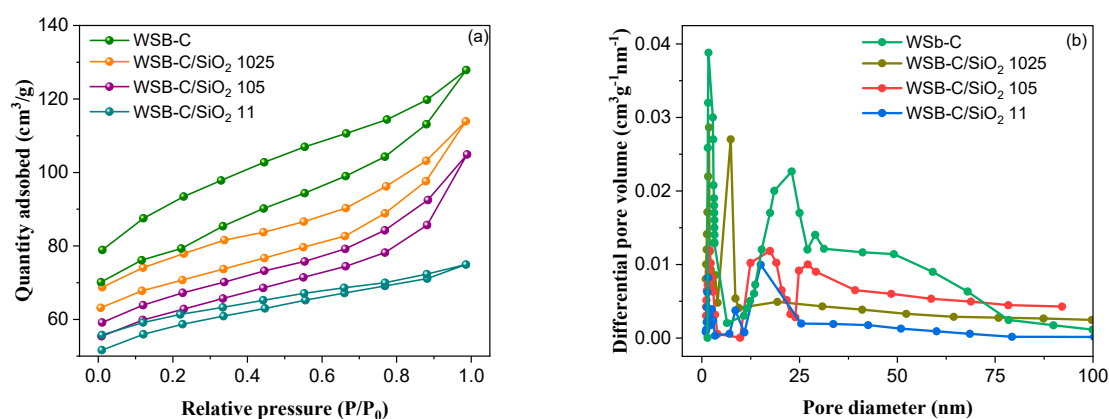 (a)
WSB-C
WSB-C/SiO₂ 1025
WSB-C/SiO₂ 105
WSB-C/SiO₂ 11
140
120
100
80
60
0.0
0.2
0.4
0.6
0.8
1.0
Quantity adsobed (cm³/g)
Relative pressure (P/P₀)
(b)
WSb-C
WSB-C/SiO₂ 1025
WSB-C/SiO₂ 105
WSB-C/SiO₂ 11
0.04
0.03
0.02
0.01
0.00
0
25
50
75
100
Differential pore volume (cm³g⁻¹nm⁻¹)
Pore diameter (nm)